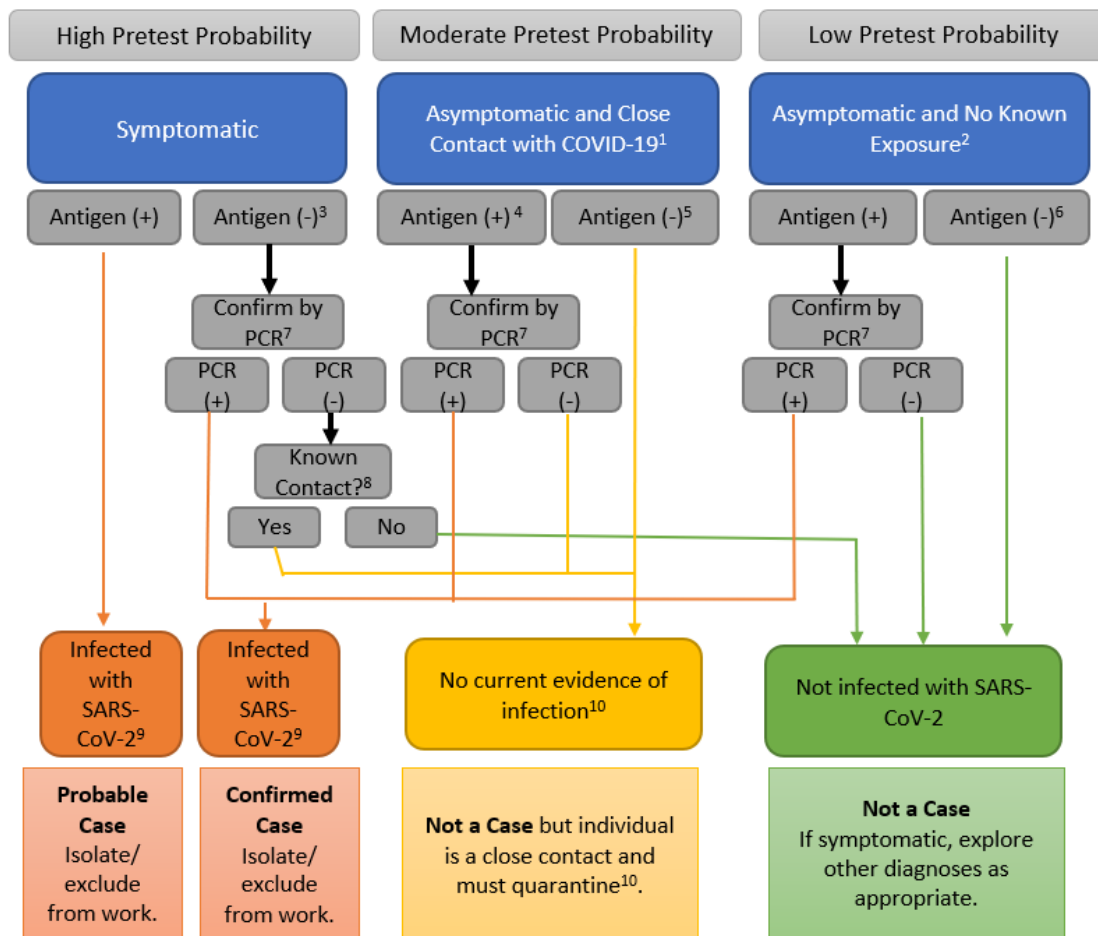 High Pretest Probability
Moderate Pretest Probability
Low Pretest Probability
Symptomatic
Asymptomatic and Close
Contact with COVID-19¹
Asymptomatic and No Known
Exposure²
Antigen (+)
Antigen (-)³
Antigen (+)⁴
Antigen (-)⁵
Antigen (+)
Antigen (-)⁶
Confirm by
PCR⁷
Confirm by
PCR⁷
Confirm by
PCR⁷
PCR
(+)
PCR
(-)
PCR
(+)
PCR
(-)
PCR
(+)
PCR
(-)
Known
Contact?⁸
Yes
No
Infected
with
SARS-
CoV-2⁹
Infected
with
SARS-
CoV-2⁹
No current evidence of
infection¹⁰
Not infected with SARS-
CoV-2
Probable
Case
Isolate/
exclude
from work.
Confirmed
Case
Isolate/
exclude
from work.
Not a Case but individual
is a close contact and
must quarantine¹⁰.
Not a Case
If symptomatic, explore
other diagnoses as
appropriate.